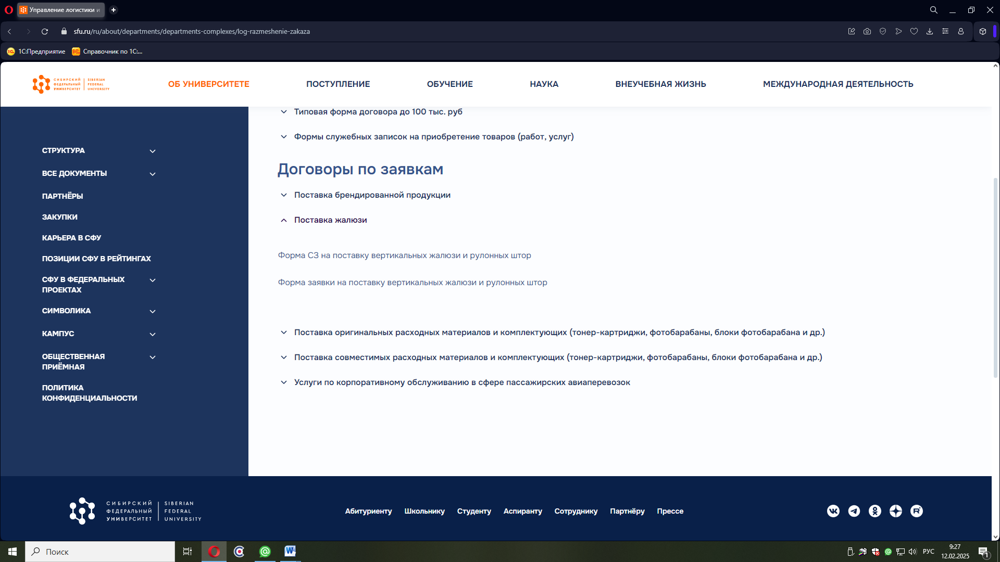 Управление логистики и
sfu.ru/ru/about/departments/departments-complexes/log-razmeshenie-zakaza
1С:Предприятие
Справочник по 1С:...
СИБИРСКИЙ ФЕДЕРАЛЬНЫЙ УНИВЕРСИТЕТ
SIBERIAN FEDERAL UNIVERSITY
ОБ УНИВЕРСИТЕТЕ
ПОСТУПЛЕНИЕ
ОБУЧЕНИЕ
НАУКА
ВНЕУЧЕБНАЯ ЖИЗНЬ
МЕЖДУНАРОДНАЯ ДЕЯТЕЛЬНОСТЬ
СТРУКТУРА
ВСЕ ДОКУМЕНТЫ
ПАРТНЁРЫ
ЗАКУПКИ
КАРЬЕРА В СФУ
ПОЗИЦИИ СФУ В РЕЙТИНГАХ
СФУ В ФЕДЕРАЛЬНЫХ
ПРОЕКТАХ
СИМВОЛИКА
КАМПУС
ОБЩЕСТВЕННАЯ
ПРИЁМНАЯ
ПОЛИТИКА
КОНФИДЕНЦИАЛЬНОСТИ
Типовая форма договора до 100 тыс. руб
Формы служебных записок на приобретение товаров (работ, услуг)
Договоры по заявкам
Поставка брендированной продукции
Поставка жалюзи
Форма СЗ на поставку вертикальных жалюзи и рулонных штор
Форма заявки на поставку вертикальных жалюзи и рулонных штор
Поставка оригинальных расходных материалов и комплектующих (тонер-картриджи, фотобарабаны, блоки фотобарабана и др.)
Поставка совместимых расходных материалов и комплектующих (тонер-картриджи, фотобарабаны, блоки фотобарабана и др.)
Услуги по корпоративному обслуживанию в сфере пассажирских авиаперевозок
СИБИРСКИЙ
ФЕДЕРАЛЬНЫЙ
УНИВЕРСИТЕТ
SIBERIAN
FEDERAL
UNIVERSITY
Абитуриенту
Школьнику
Студенту
Аспиранту
Сотруднику
Партнёру
Прессе
Поиск
РУС
9:27
12.02.2025
1